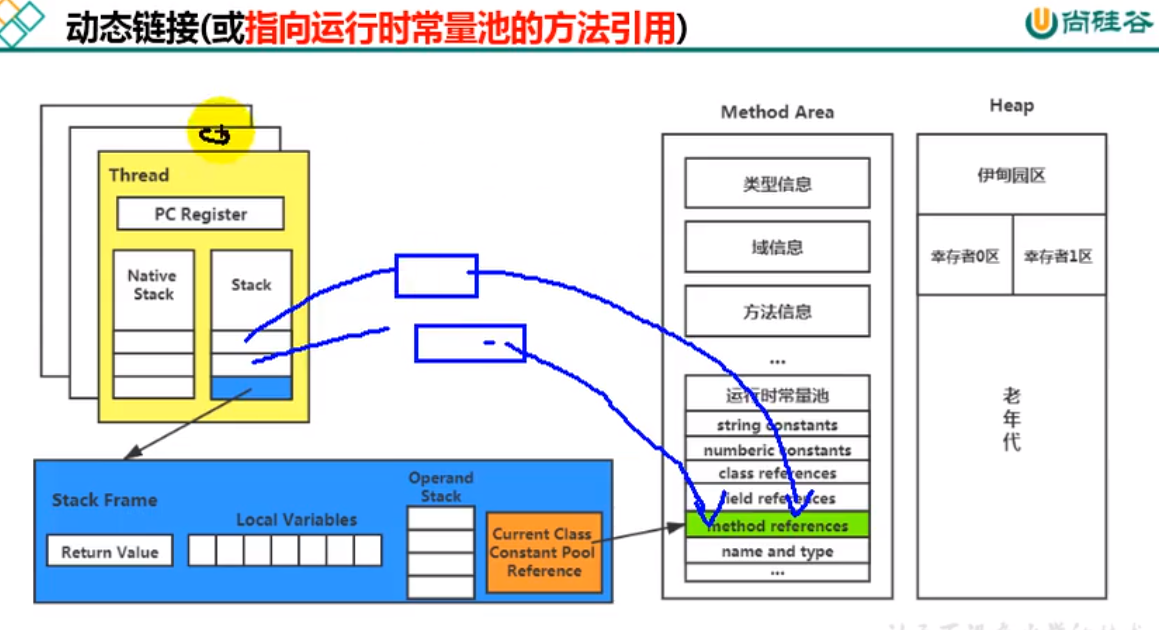 动态链接(或指向运行时常量池的方法引用)
尚硅谷
Thread
PC Register
Native
Stack
Stack
Stack Frame
Return Value
Local Variables
Operand
Stack
Current Class
Constant Pool
Reference
Method Area
类型信息
域信息
方法信息
...
运行时常量池
string constants
numberic constants
class references
field references
method references
name and type
...
Heap
伊甸园区
幸存者0区
幸存者1区
老
年
代